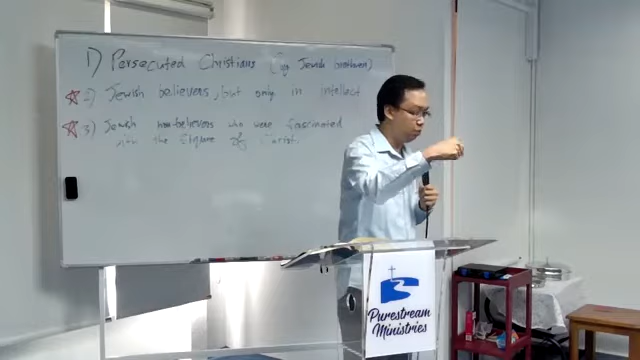 1) Persecuted Christians (by Jewish brethren)
2) Jewish believers, but only in intellect
3) Jewish non-believers who were fascinated
the figure of Christ.
Purestream
Ministries